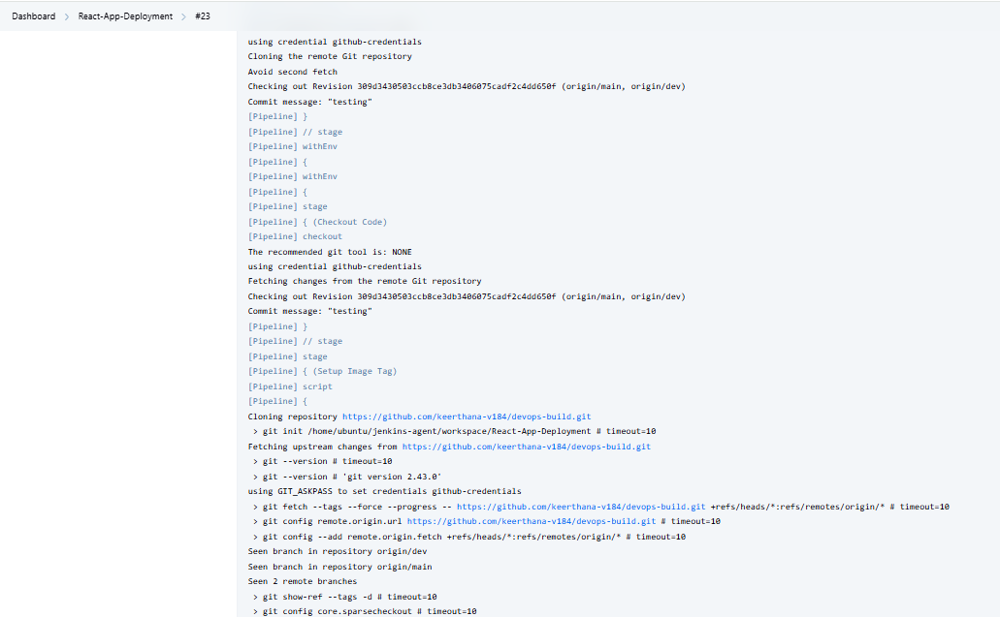 Dashboard > React-App-Deployment > #23
using credential github-credentials
Cloning the remote Git repository
Avoid second fetch
Checking out Revision 309d3430503ccb8ce3db3406075cadf2c4dd650f (origin/main, origin/dev)
Commit message: "testing"
[Pipeline] }
[Pipeline] // stage
[Pipeline] withEnv
[Pipeline] {
[Pipeline] withEnv
[Pipeline] {
[Pipeline] stage
[Pipeline] { (Checkout Code)
[Pipeline] checkout
The recommended git tool is: NONE
using credential github-credentials
Fetching changes from the remote Git repository
Checking out Revision 309d3430503ccb8ce3db3406075cadf2c4dd650f (origin/main, origin/dev)
Commit message: "testing"
[Pipeline] }
[Pipeline] // stage
[Pipeline] stage
[Pipeline] { (Setup Image Tag)
[Pipeline] script
[Pipeline] {
Cloning repository https://github.com/keerthana-v184/devops-build.git
> git init /home/ubuntu/jenkins-agent/workspace/React-App-Deployment # timeout=10
Fetching upstream changes from https://github.com/keerthana-v184/devops-build.git
> git --version # timeout=10
> git --version # 'git version 2.43.0'
using GIT_ASKPASS to set credentials github-credentials
> git fetch --tags --force --progress -- https://github.com/keerthana-v184/devops-build.git +refs/heads/*:refs/remotes/origin/* # timeout=10
> git config remote.origin.url https://github.com/keerthana-v184/devops-build.git # timeout=10
> git config --add remote.origin.fetch +refs/heads/*:refs/remotes/origin/* # timeout=10
Seen branch in repository origin/dev
Seen branch in repository origin/main
Seen 2 remote branches
> git show-ref --tags -d # timeout=10
> git config core.sparsecheckout # timeout=10